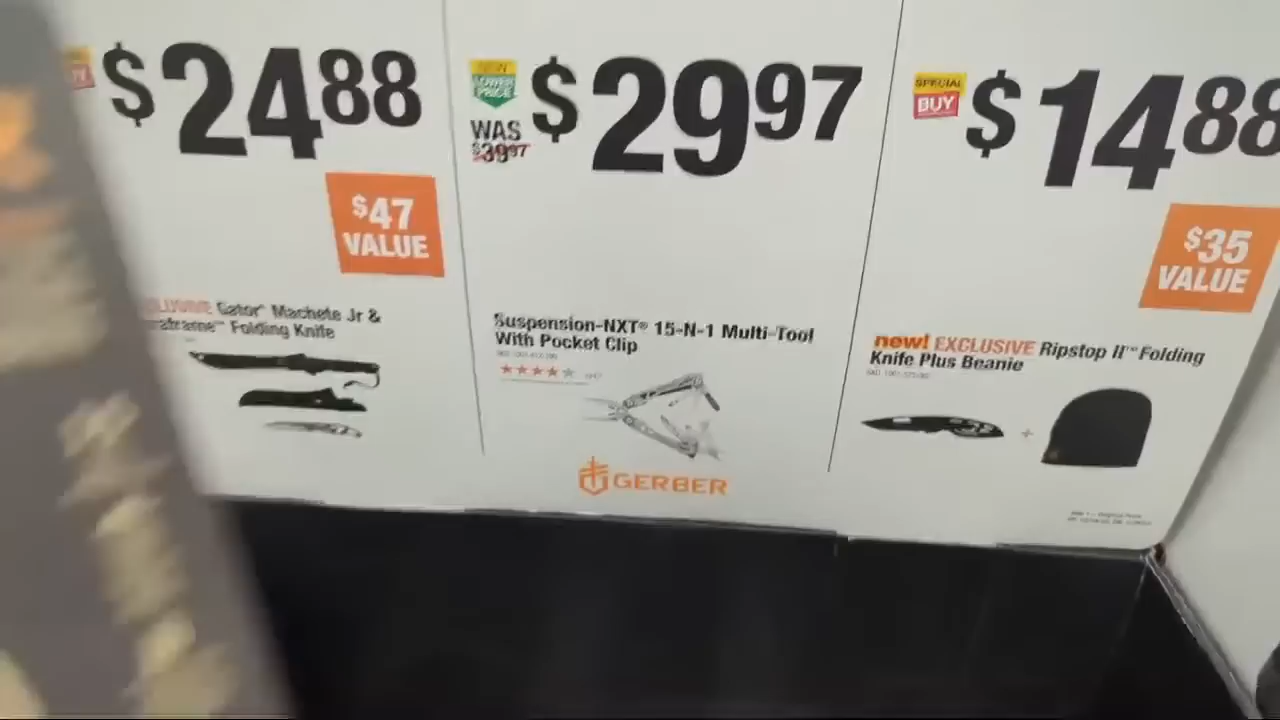 $24 88
$47
VALUE
Gator® Machete Jr &
Folding Knife
NEW
LOWER
PRICE
WAS
$39 97
$29 97
Suspension-NXT® 15-N-1 Multi-Tool
With Pocket Clip
GERBER
SPECIAL
BUY
$14 88
$35
VALUE
new! EXCLUSIVE Ripstop II™ Folding
Knife Plus Beanie